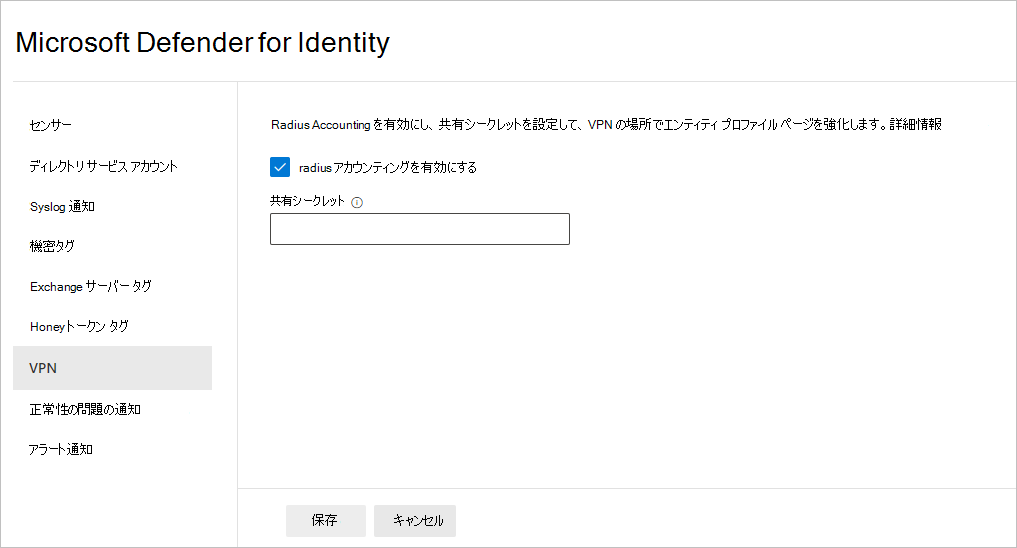 Microsoft Defender for Identity
センサー
ディレクトリ サービス アカウント
Syslog 通知
機密タグ
Exchange サーバー タグ
Honeyトークン タグ
VPN
正常性の問題の通知
アラート通知
Radius Accounting を有効にし、共有シークレットを設定して、VPN の場所でエンティティ プロファイル ページを強化します。詳細情報
radius アカウンティングを有効にする
共有シークレット
保存
キャンセル